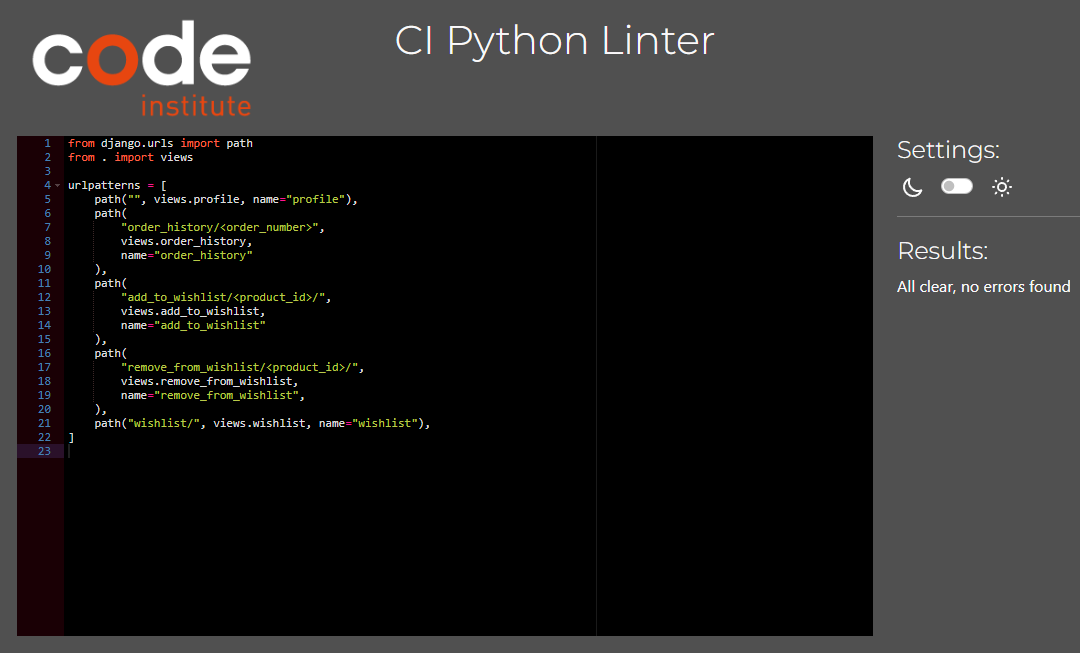 code
institute
CI Python Linter
1 from django.urls import path
2 from . import views
3
4 urlpatterns = [
5     path("", views.profile, name="profile"),
6     path(
7         "order_history/<order_number>",
8         views.order_history,
9         name="order_history"
10     ),
11     path(
12         "add_to_wishlist/<product_id>/",
13         views.add_to_wishlist,
14         name="add_to_wishlist"
15     ),
16     path(
17         "remove_from_wishlist/<product_id>/",
18         views.remove_from_wishlist,
19         name="remove_from_wishlist",
20     ),
21     path("wishlist/", views.wishlist, name="wishlist"),
22 ]
23
Settings:
Results:
All clear, no errors found